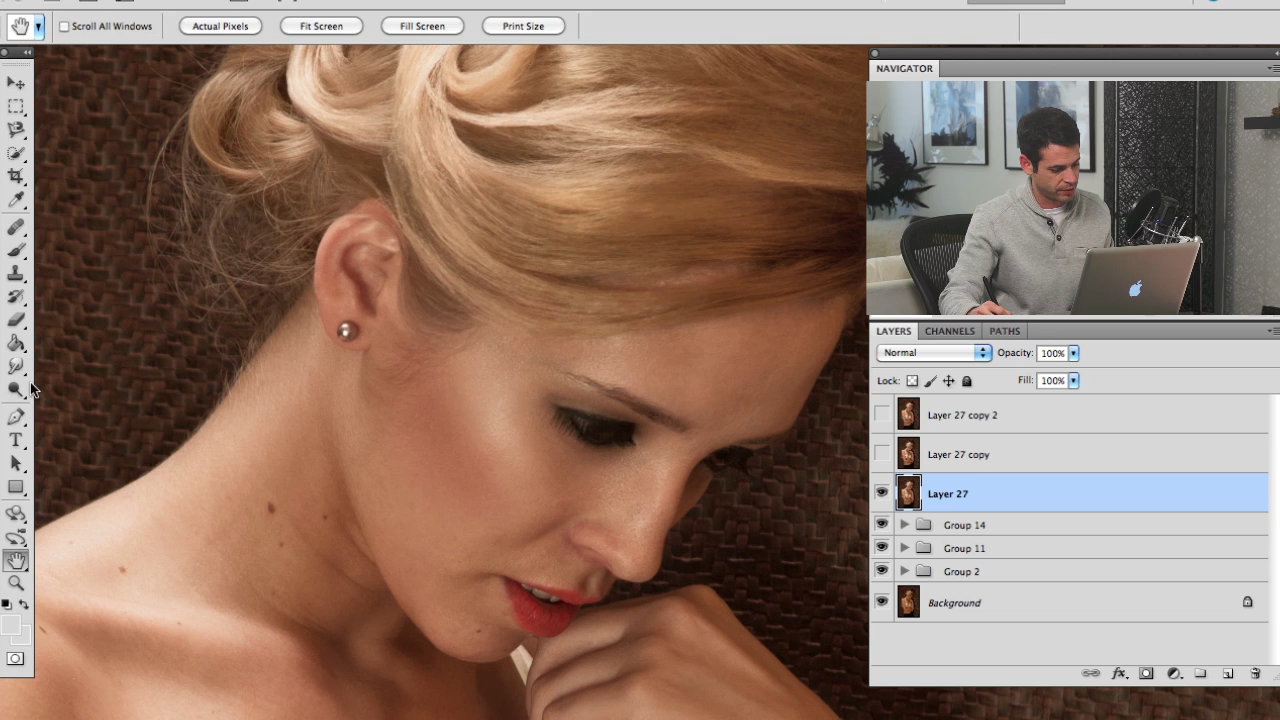 Scroll All Windows
Actual Pixels
Fit Screen
Fill Screen
Print Size
NAVIGATOR
LAYERS
CHANNELS
PATHS
Normal
Opacity: 100%
Lock:
Fill: 100%
Layer 27 copy 2
Layer 27 copy
Layer 27
Group 14
Group 11
Group 2
Background
T
fx